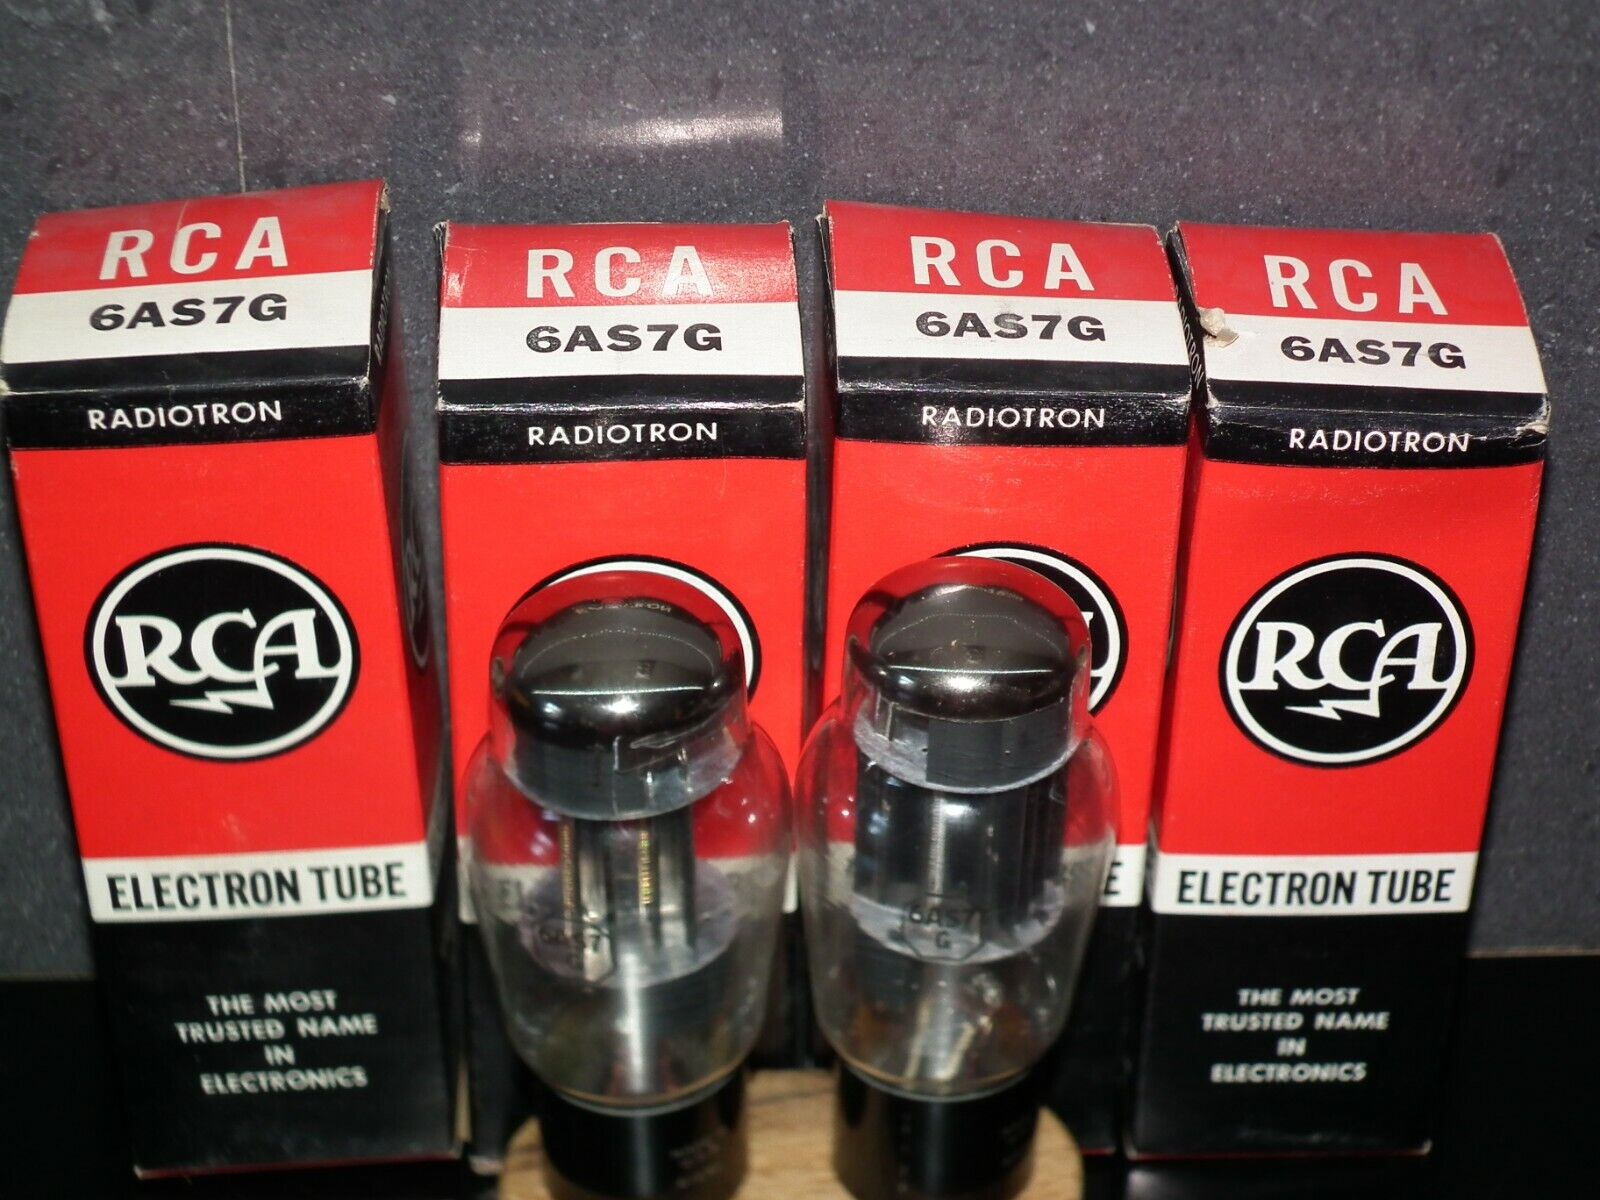 RCA
6AS7G
RADIOTRON
RCA
ELECTRON TUBE
THE MOST
TRUSTED NAME
IN
ELECTRONICS
RCA
6AS7G
RADIOTRON
RCA
6AS7G
RADIOTRON
E
RCA
6AS7G
RADIOTRON
RCA
ELECTRON TUBE
THE MOST
TRUSTED NAME
IN
ELECTRONICS
6AS7
G